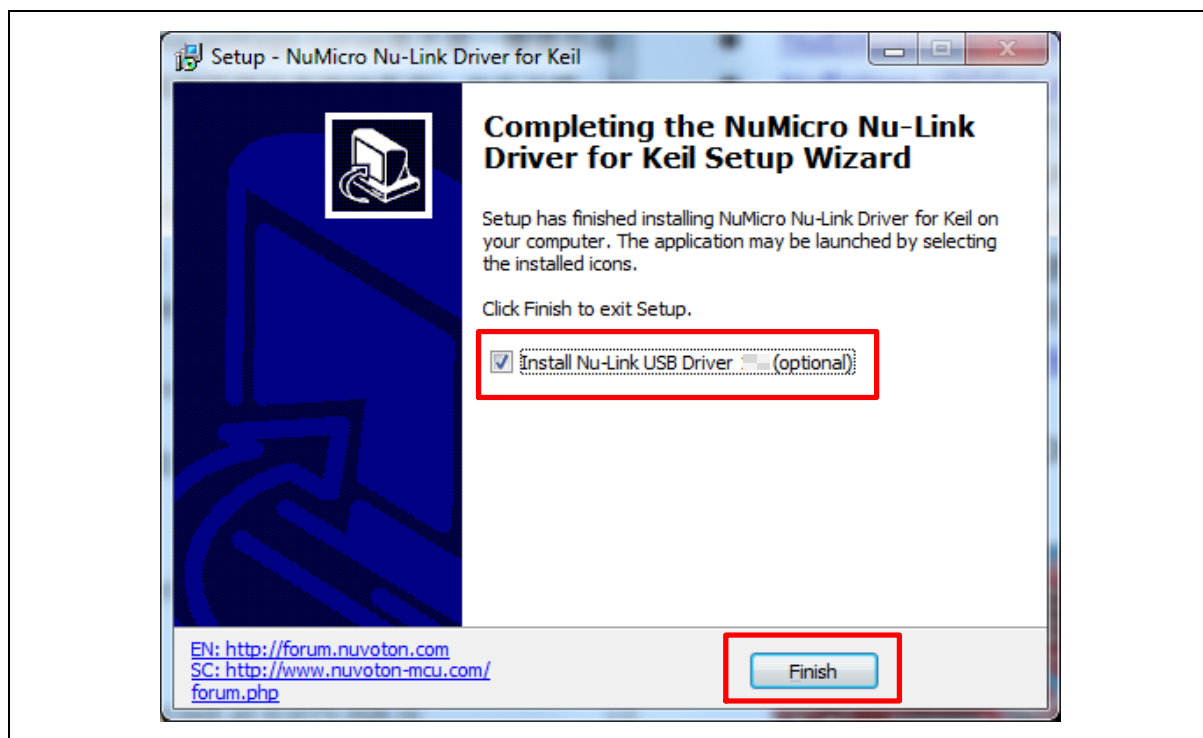 Setup - NuMicro Nu-Link Driver for Keil
Completing the NuMicro Nu-Link
Driver for Keil Setup Wizard
Setup has finished installing NuMicro Nu-Link Driver for Keil on
your computer. The application may be launched by selecting
the installed icons.
Click Finish to exit Setup.
Install Nu-Link USB Driver (optional)
EN: http://forum.nuvoton.com
SC: http://www.nuvoton-mcu.com/
forum.php
Finish